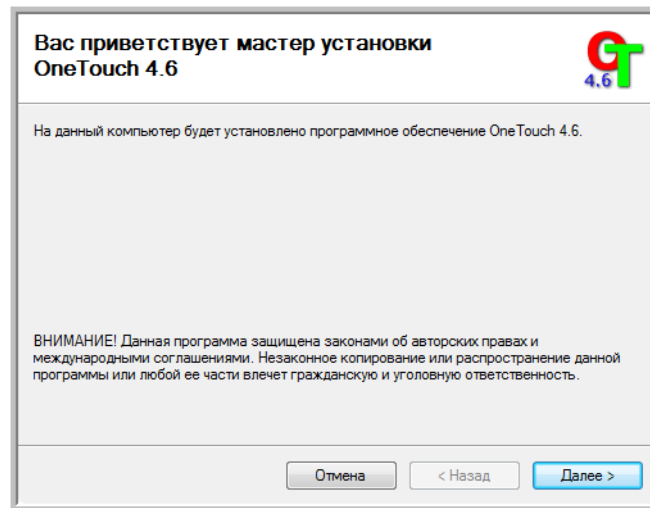 Вас приветствует мастер установки
OneTouch 4.6
GT
4.6
На данный компьютер будет установлено программное обеспечение OneTouch 4.6.
ВНИМАНИЕ! Данная программа защищена законами об авторских правах и
международными соглашениями. Незаконное копирование или распространение данной
программы или любой ее части влечет гражданскую и уголовную ответственность.
Отмена
< Назад
Далее >